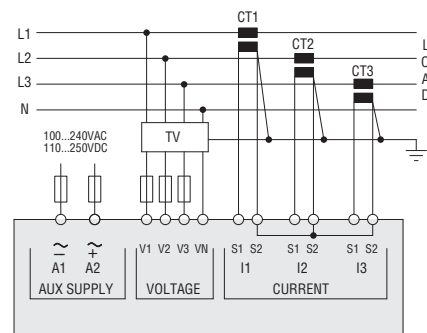 CT1
L1
L
CT2
L2
O
CT3
L3
A
N
D
100...240VAC
110...250VDC
TV
V1 V2 V3 VN S1 S2 S1 S2 S1 S2
~
−
~
+
A1 A2 I1 I2 I3
AUX SUPPLY VOLTAGE CURRENT